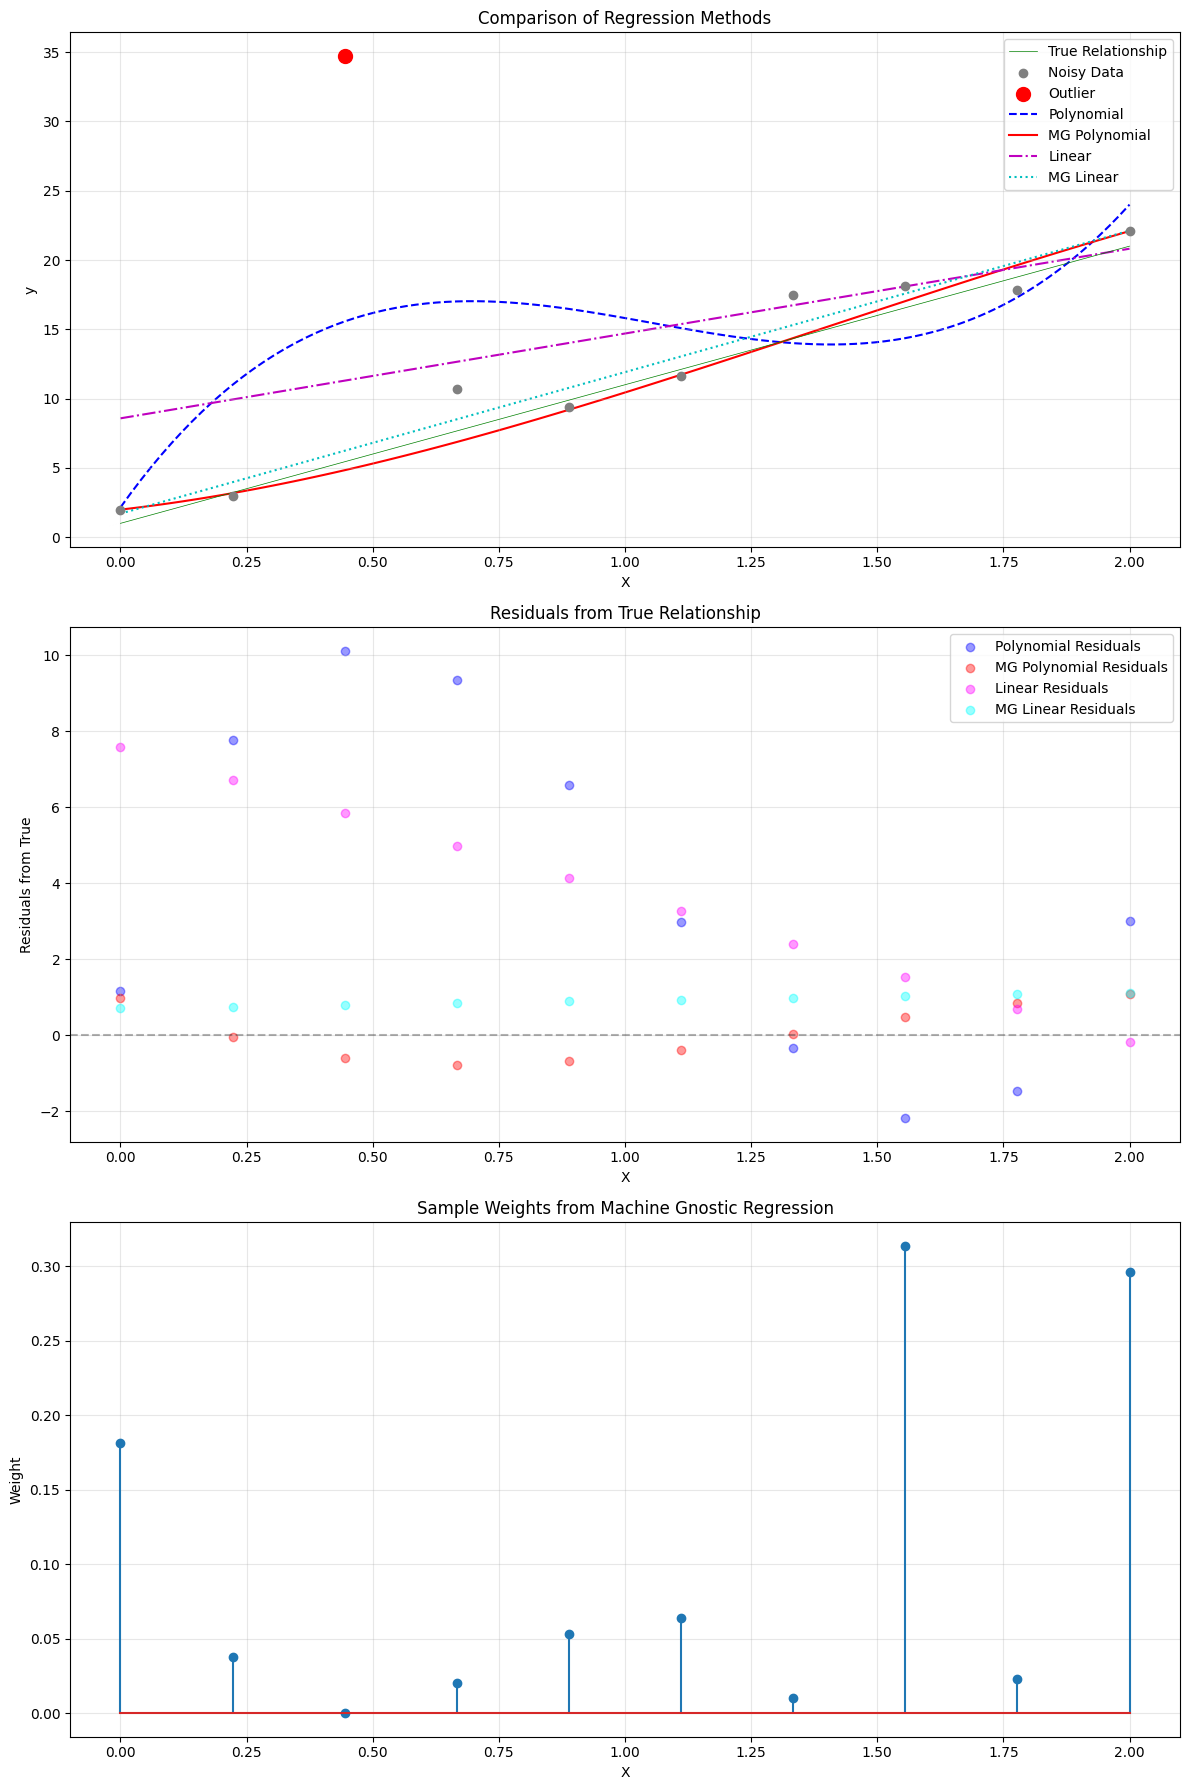 Comparison of Regression Methods
35
30
25
20
15
10
5
0
y
True Relationship
Noisy Data
Outlier
Polynomial
MG Polynomial
Linear
MG Linear
0.00 0.25 0.50 0.75 1.00 1.25 1.50 1.75 2.00
X
Residuals from True Relationship
10
8
6
4
2
0
−2
Residuals from True
Polynomial Residuals
MG Polynomial Residuals
Linear Residuals
MG Linear Residuals
0.00 0.25 0.50 0.75 1.00 1.25 1.50 1.75 2.00
X
Sample Weights from Machine Gnostic Regression
0.30
0.25
0.20
0.15
0.10
0.05
0.00
Weight
0.00 0.25 0.50 0.75 1.00 1.25 1.50 1.75 2.00
X